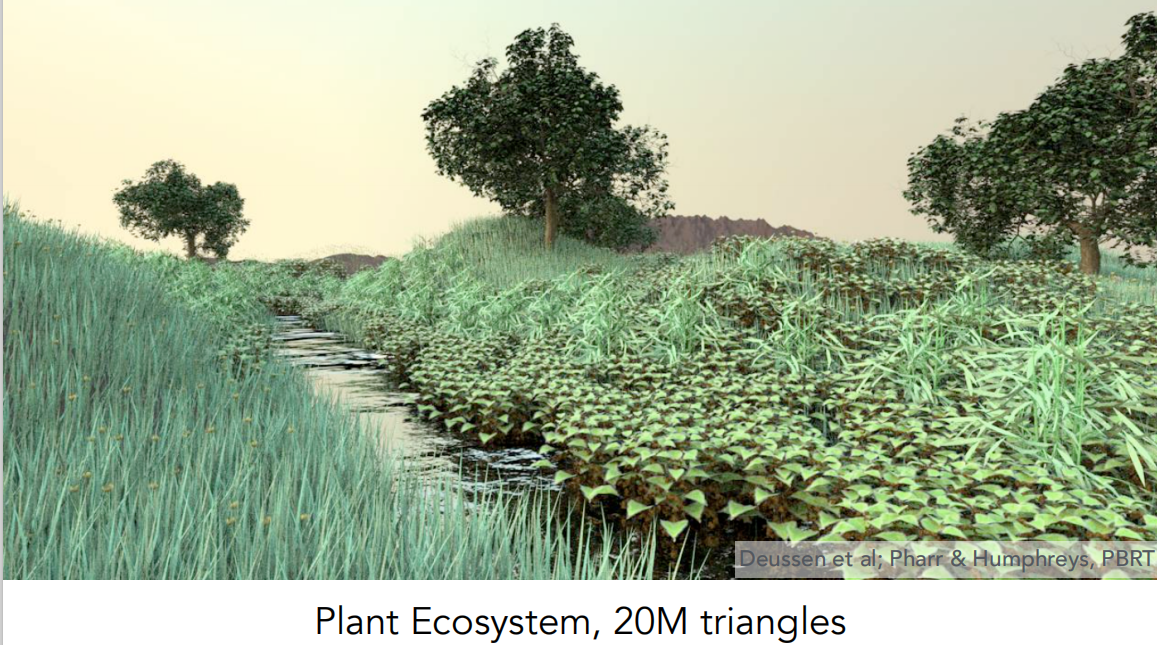 Deussen et al; Pharr & Humphreys, PBRT
Plant Ecosystem, 20M triangles